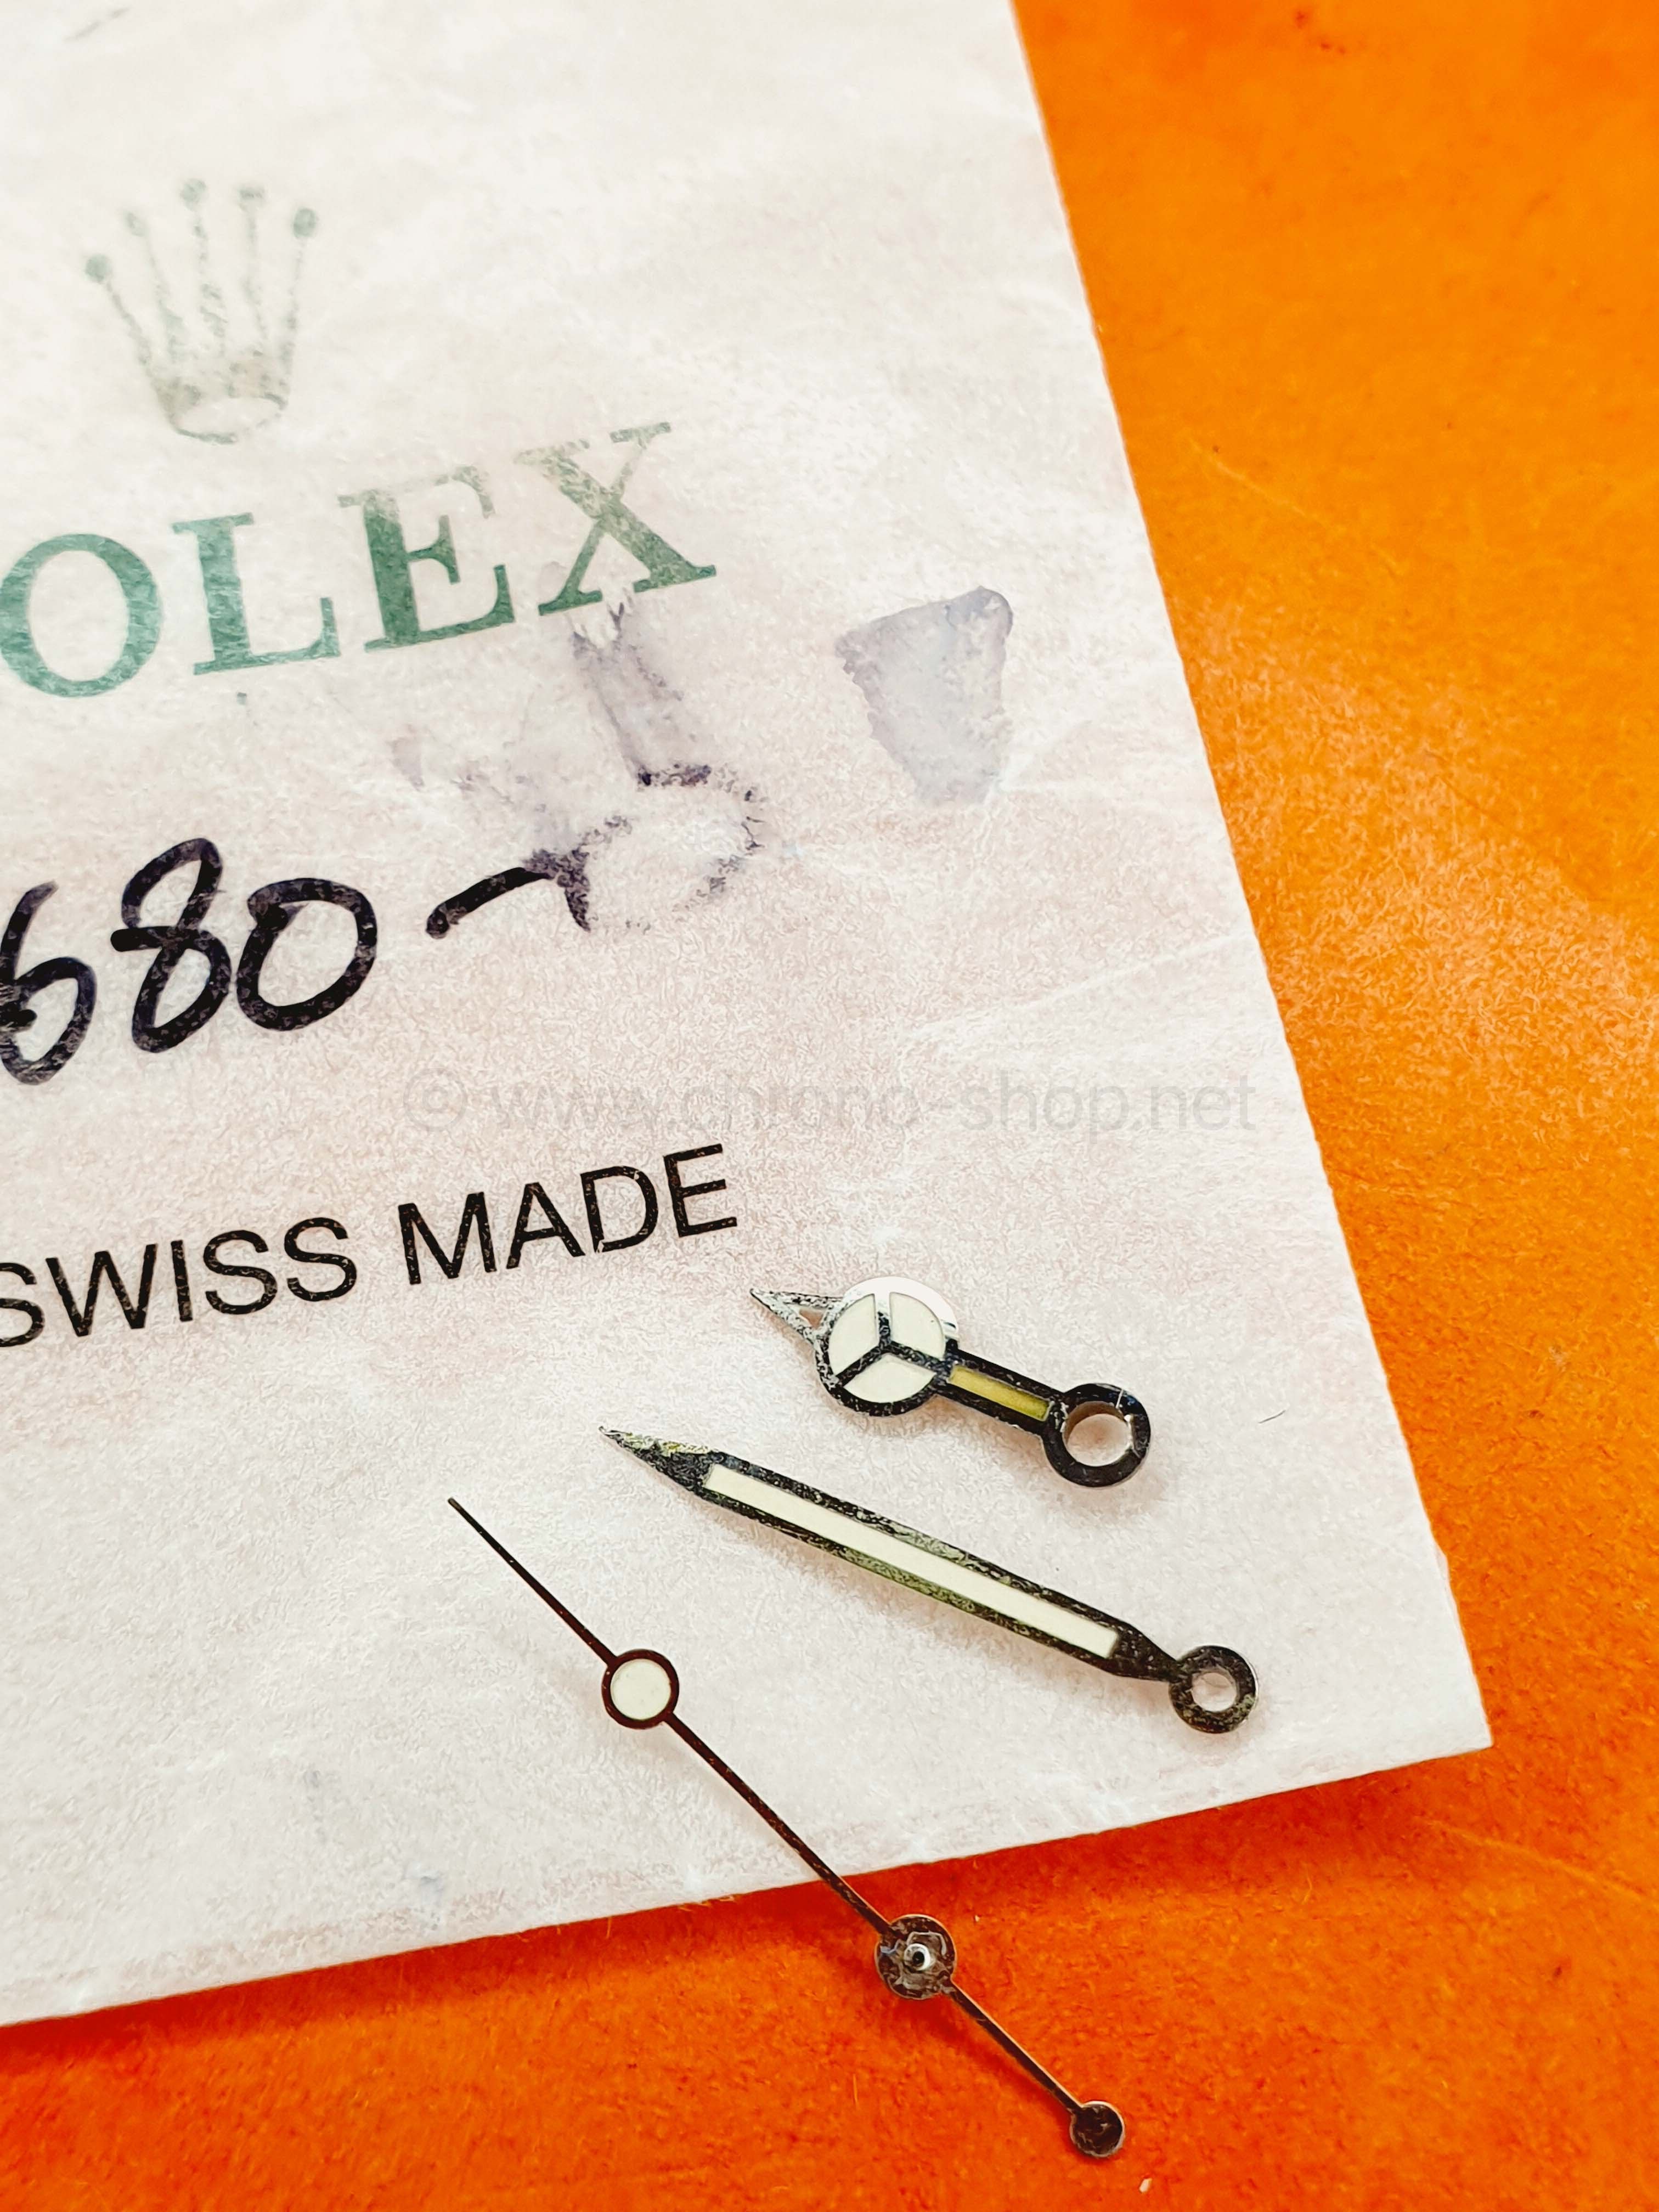 OLEX
680-
© www.chrono-shop.net
SWISS MADE